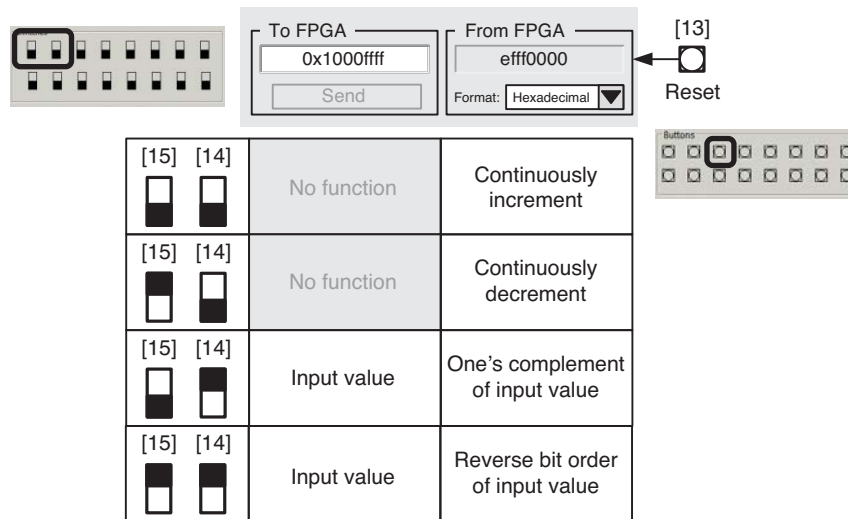 To FPGA
From FPGA
[13]
0x1000ffff
efff0000
Send
Format: Hexadecimal
Reset
Buttons
[15] [14]
No function
Continuously
increment
[15] [14]
No function
Continuously
decrement
[15] [14]
Input value
One's complement
of input value
[15] [14]
Input value
Reverse bit order
of input value